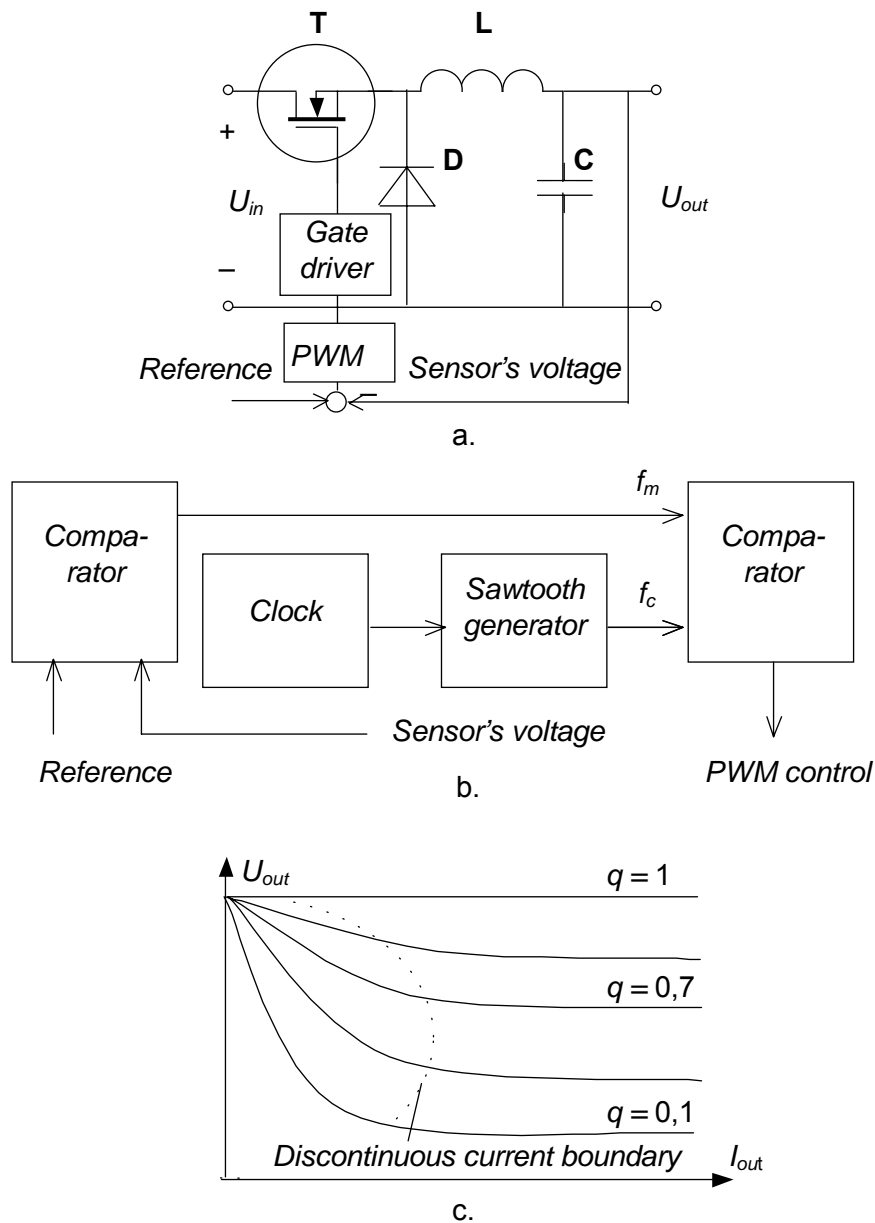 T
L
+
D
C
U_in
U_out
Gate
driver
–
PWM
Reference
Sensor's voltage
–
a.
f_m
Compa-
rator
Compa-
rator
Clock
Sawtooth
generator
f_c
Sensor's voltage
Reference
PWM control
b.
U_out
q = 1
q = 0,7
q = 0,1
Discontinuous current boundary
I_out
c.